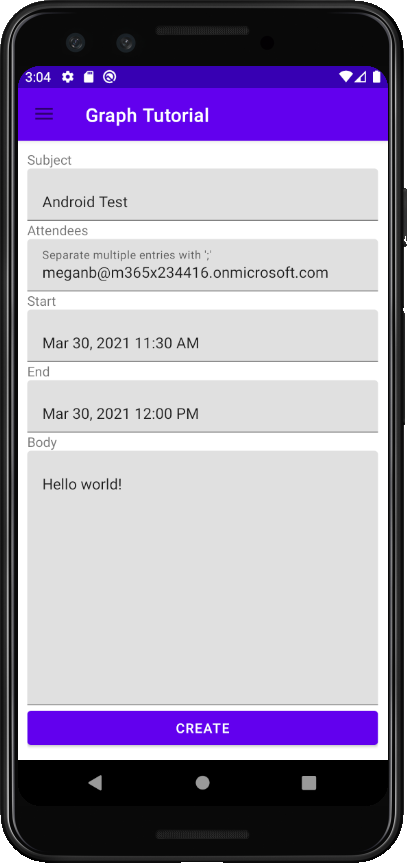 3:04
Graph Tutorial
Subject
Android Test
Attendees
Separate multiple entries with ';'
meganb@m365x234416.onmicrosoft.com
Start
Mar 30, 2021 11:30 AM
End
Mar 30, 2021 12:00 PM
Body
Hello world!
CREATE